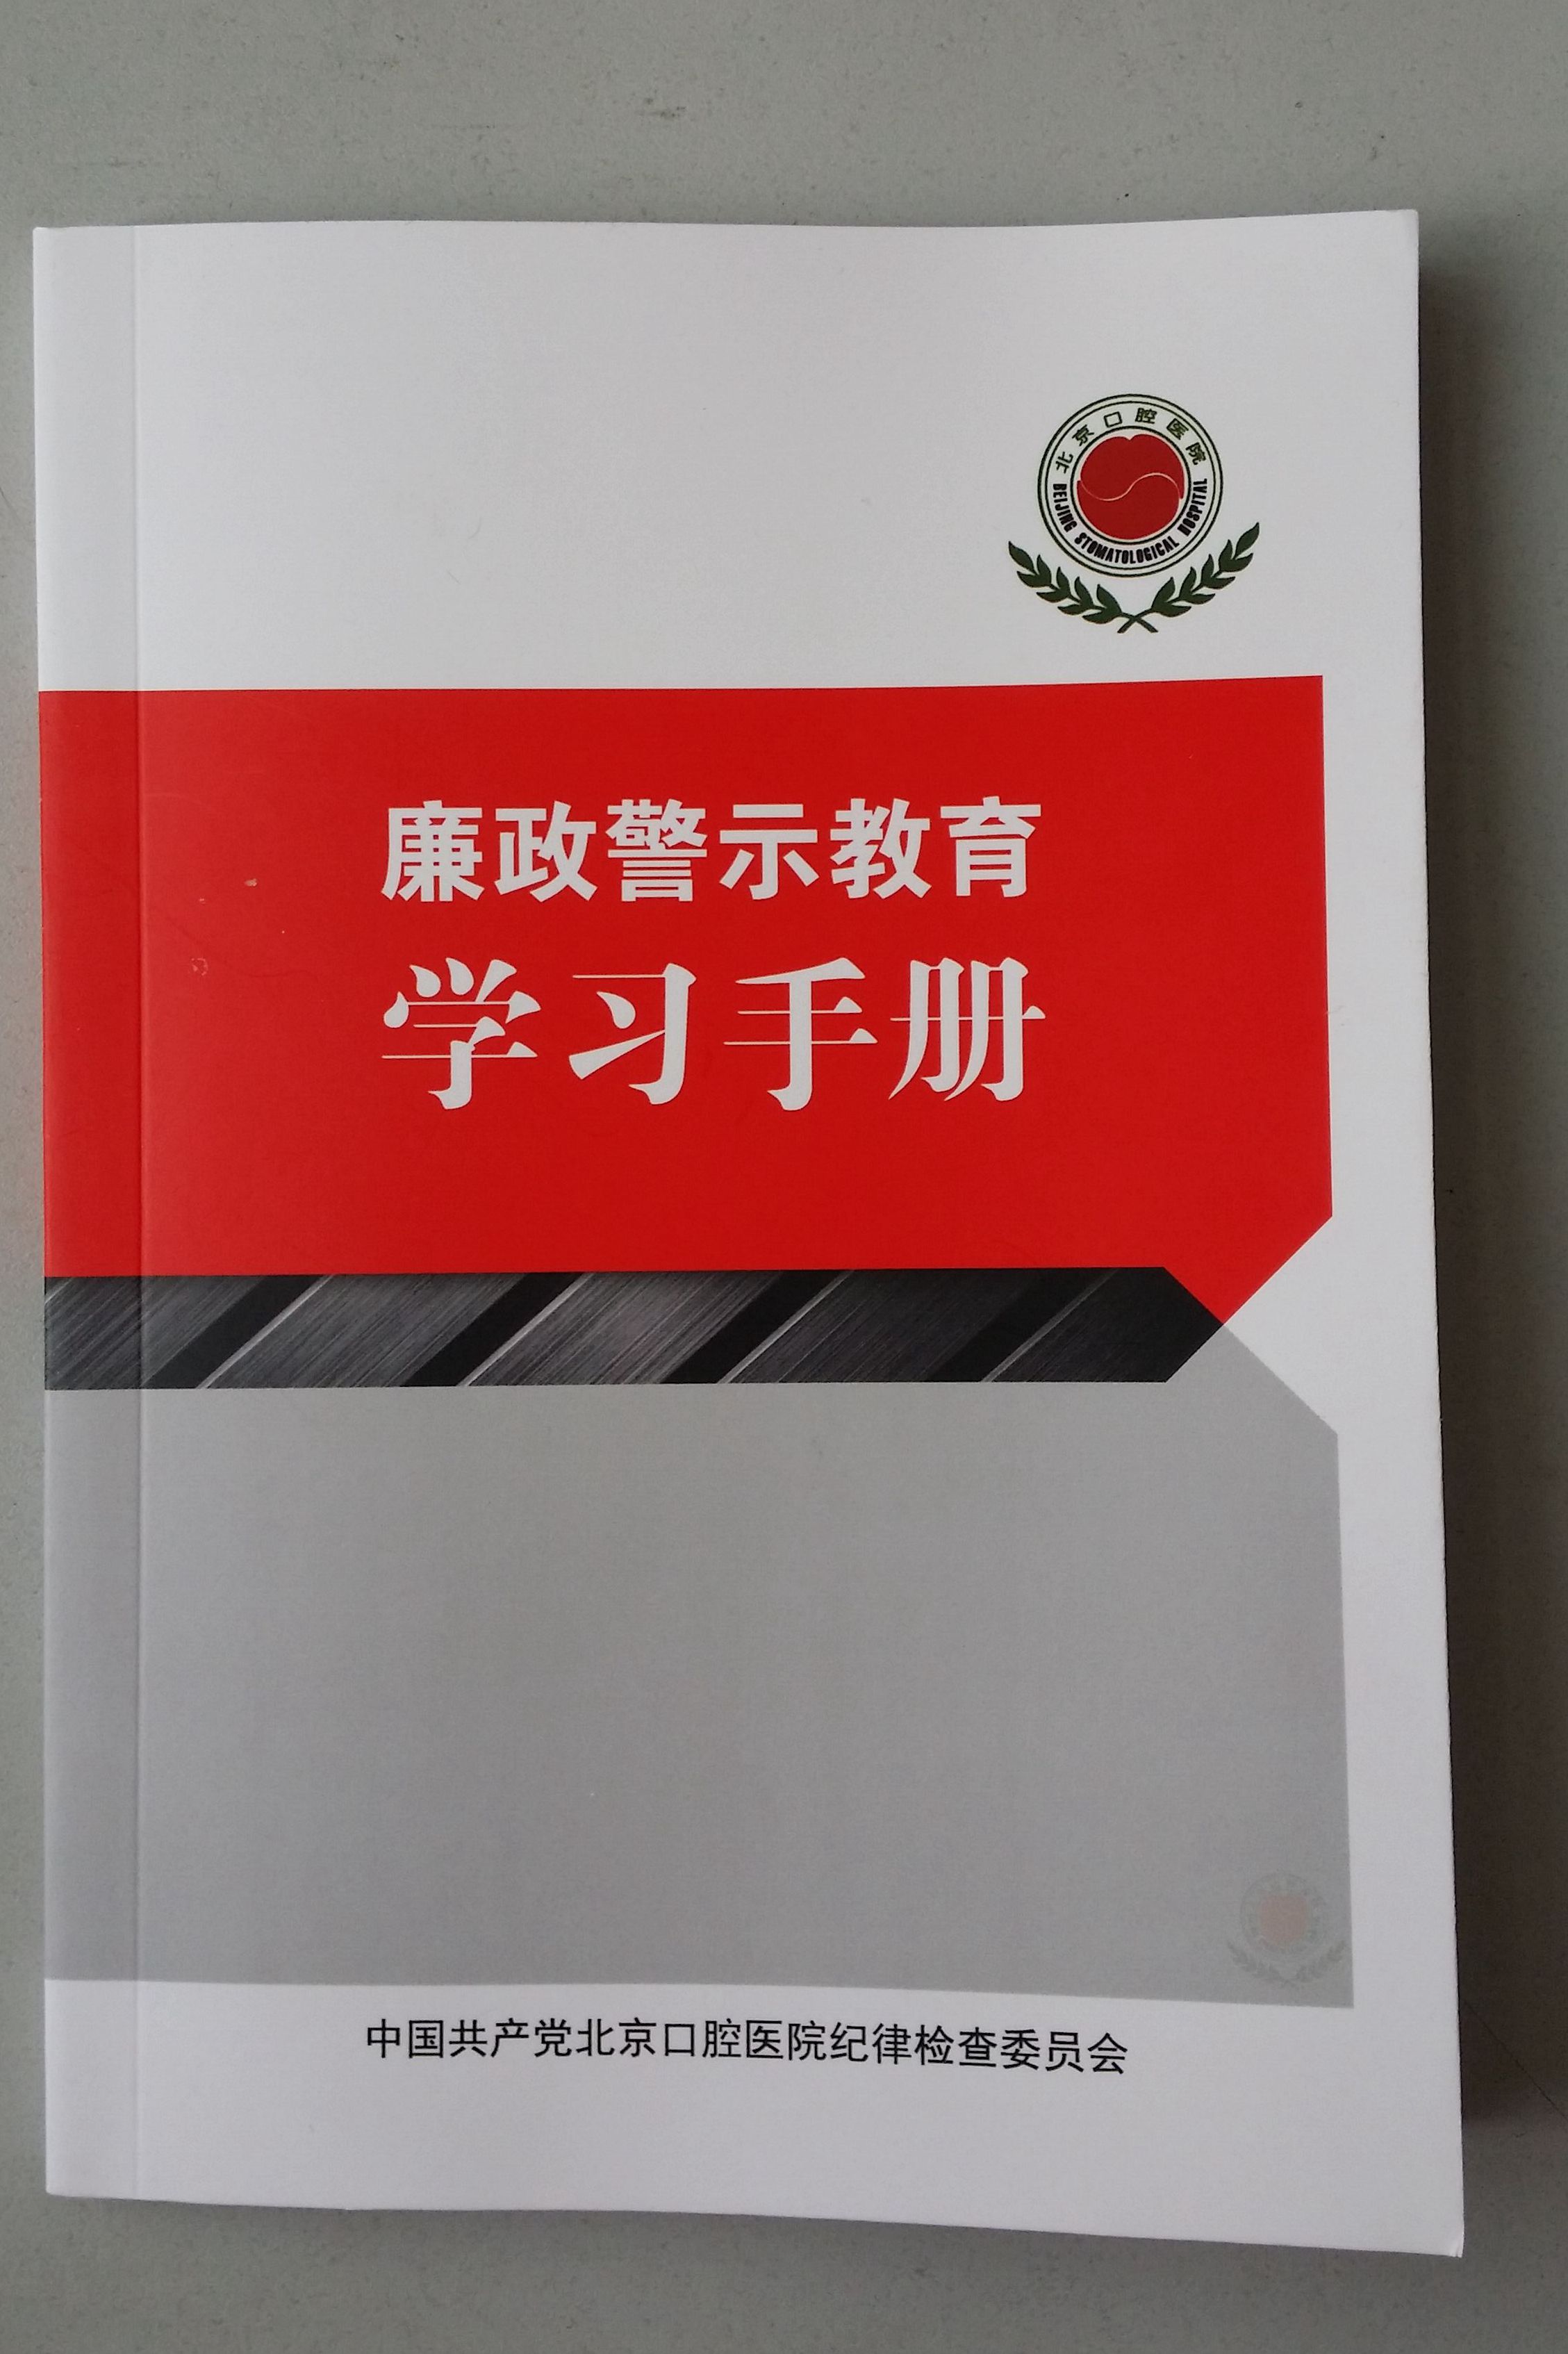 北京口腔医院
BEIJING STOMATOLOGICAL HOSPITAL
廉政警示教育
学习手册
中国共产党北京口腔医院纪律检查委员会